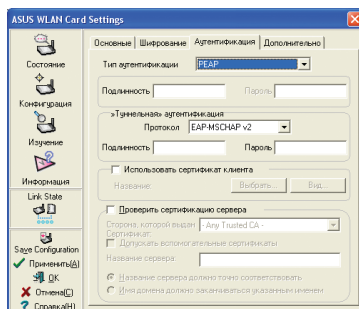 ASUS WLAN Card Settings
Состояние
Конфигурация
Изучение
Информация
Link State
Save Configuration
Применить(A)
OK
Отмена(C)
Справка(H)
Основные Шифрование Аутентификация Дополнительно
Тип аутентификации PEAP
Подлинность Пароль
»Туннельная» аутентификация
Протокол EAP-MSCHAP v2
Подлинность Пароль
Использовать сертификат клиента
Название: Выбрать... Вид...
Проверить сертификацию сервера
Сторона, которой выдан - Any Trusted CA -
Сертификат:
Допускать вспомогательные сертификаты
Название сервера:
Название сервера должно точно соответствовать
Имя домена должно заканчиваться указанным именем